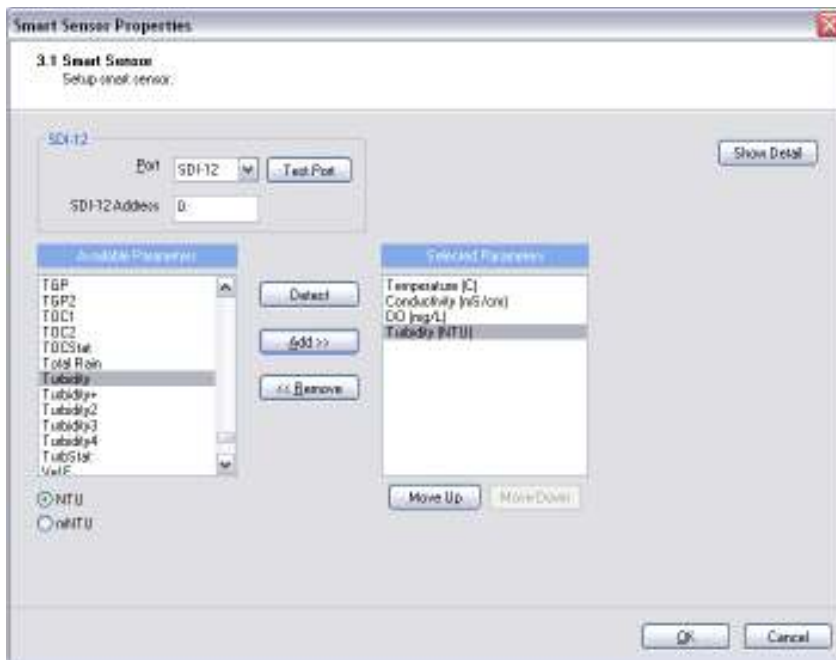 Smart Sensor Properties
3.1 Smart Sensor
Setup smart sensor.
SDI-12
Port SDI-12 Test Port
Show Detail
SDI-12 Address 0
Available Parameters
Selected Parameters
TGP
TGP2
TOC1
TOC2
TOCStat
Total Rain
Turbidity
Turbidity+
Turbidity2
Turbidity3
Turbidity4
TurbStat
Detect
Add >>
<< Remove
Temperature (C)
Conductivity (mS/cm)
DO (mg/L)
Turbidity (NTU)
NTU
mNTU
Move Up Move Down
OK Cancel